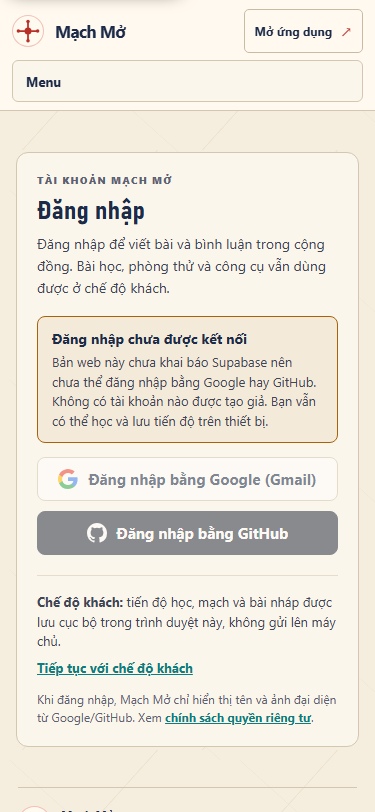 Mạch Mở
Mở ứng dụng ↗
Menu
TÀI KHOẢN MẠCH MỞ
Đăng nhập
Đăng nhập để viết bài và bình luận trong cộng
đồng. Bài học, phòng thử và công cụ vẫn dùng
được ở chế độ khách.
Đăng nhập chưa được kết nối
Bản web này chưa khai báo Supabase nên
chưa thể đăng nhập bằng Google hay GitHub.
Không có tài khoản nào được tạo giả. Bạn vẫn
có thể học và lưu tiến độ trên thiết bị.
Đăng nhập bằng Google (Gmail)
Đăng nhập bằng GitHub
Chế độ khách: tiến độ học, mạch và bài nháp được
lưu cục bộ trong trình duyệt này, không gửi lên máy
chủ.
Tiếp tục với chế độ khách
Khi đăng nhập, Mạch Mở chỉ hiển thị tên và ảnh đại diện
từ Google/GitHub. Xem chính sách quyền riêng tư.